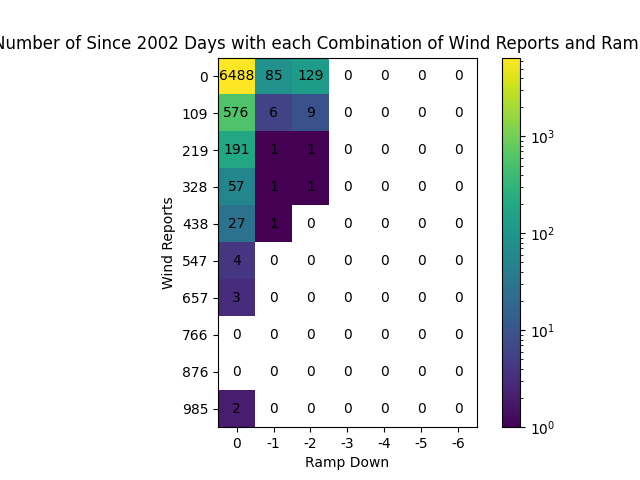 Number of Since 2002 Days with each Combination of Wind Reports and Ram
0 6488 85 129 0 0 0 0
109 576 6 9 0 0 0 0
219 191 1 1 0 0 0 0
328 57 1 1 0 0 0 0
438 27 1 0 0 0 0 0
547 4 0 0 0 0 0 0
657 3 0 0 0 0 0 0
766 0 0 0 0 0 0 0
876 0 0 0 0 0 0 0
985 2 0 0 0 0 0 0
0 -1 -2 -3 -4 -5 -6
Ramp Down
Wind Reports
10³
10²
10¹
10⁰